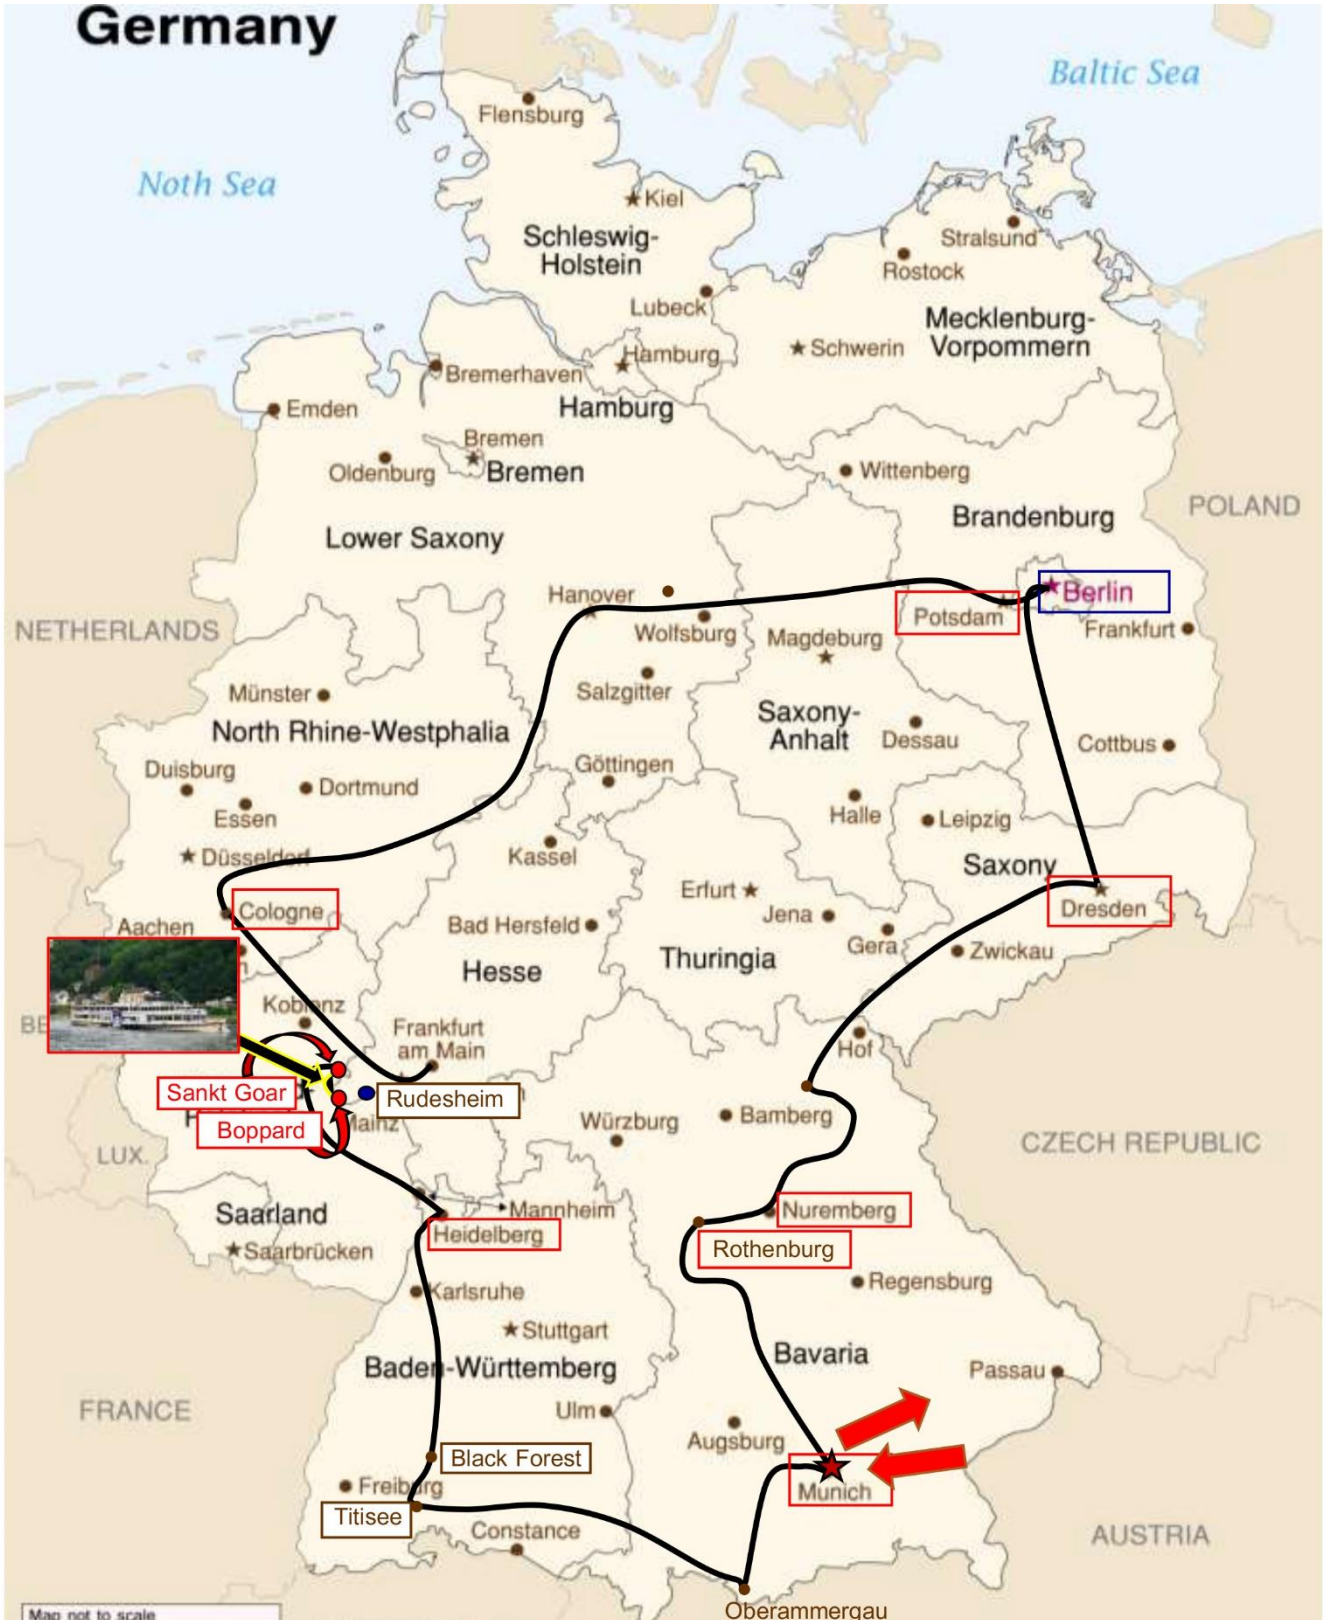 Germany
Baltic Sea
Noth Sea
Flensburg
Kiel
Schleswig-
Holstein
Stralsund
Rostock
Lubeck
Mecklenburg-
Vorpommern
Hamburg
Schwerin
Bremerhaven
Hamburg
Emden
Bremen
Oldenburg
Bremen
Wittenberg
POLAND
Brandenburg
Lower Saxony
Hanover
Berlin
Potsdam
NETHERLANDS
Wolfsburg
Magdeburg
Frankfurt
Münster
Salzgitter
North Rhine-Westphalia
Saxony-
Anhalt
Dessau
Cottbus
Duisburg
Göttingen
Dortmund
Essen
Halle
Leipzig
Düsseldorf
Kassel
Saxony
Erfurt
Cologne
Jena
Dresden
Aachen
Bad Hersfeld
Gera
Zwickau
Hesse
Thuringia
Koblenz
BE
Frankfurt
am Main
Hof
Sankt Goar
Rudesheim
Boppard
Mainz
Würzburg
Bamberg
LUX.
CZECH REPUBLIC
Saarland
Mannheim
Nuremberg
Heidelberg
Rothenburg
Saarbrücken
Karlsruhe
Regensburg
Stuttgart
Baden-Württemberg
Bavaria
Passau
FRANCE
Ulm
Augsburg
Black Forest
Freiburg
Munich
Titisee
Constance
AUSTRIA
Oberammergau
Map not to scale